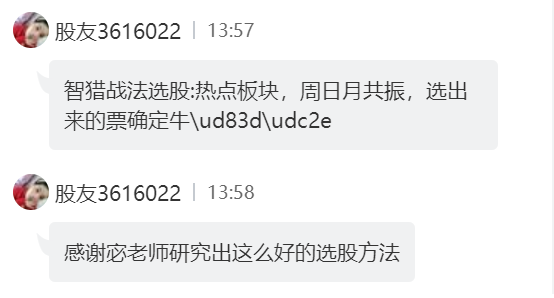 股友3616022 | 13:57
智猎战法选股:热点板块，周日月共振，选出
来的票确定牛\ud83d\udc2e
股友3616022 | 13:58
感谢宓老师研究出这么好的选股方法